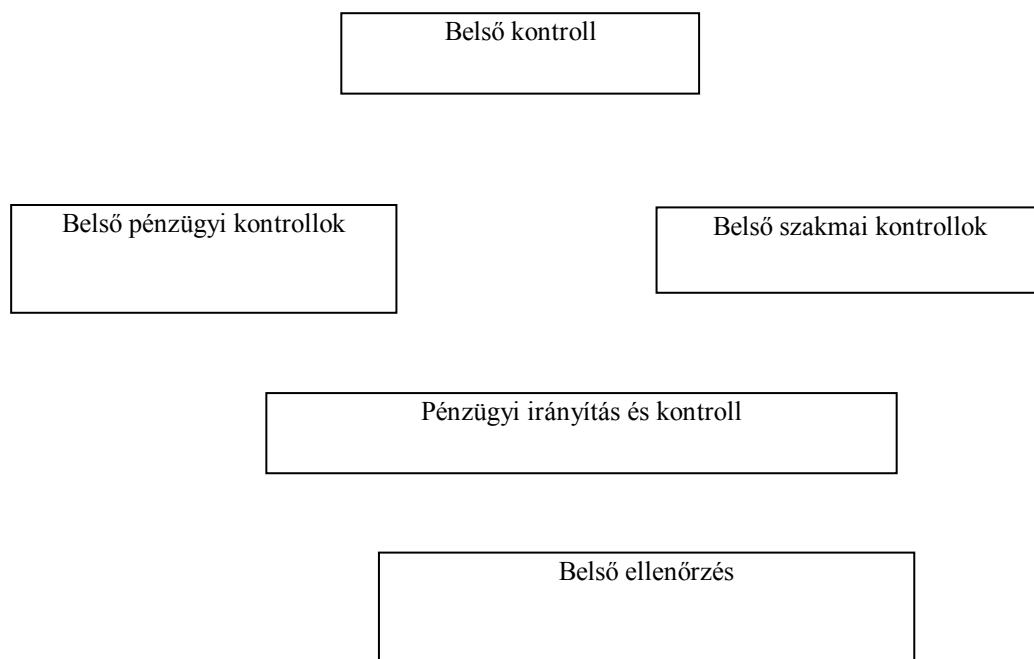 Belső kontroll
Belső pénzügyi kontrollok
Belső szakmai kontrollok
Pénzügyi irányítás és kontroll
Belső ellenőrzés